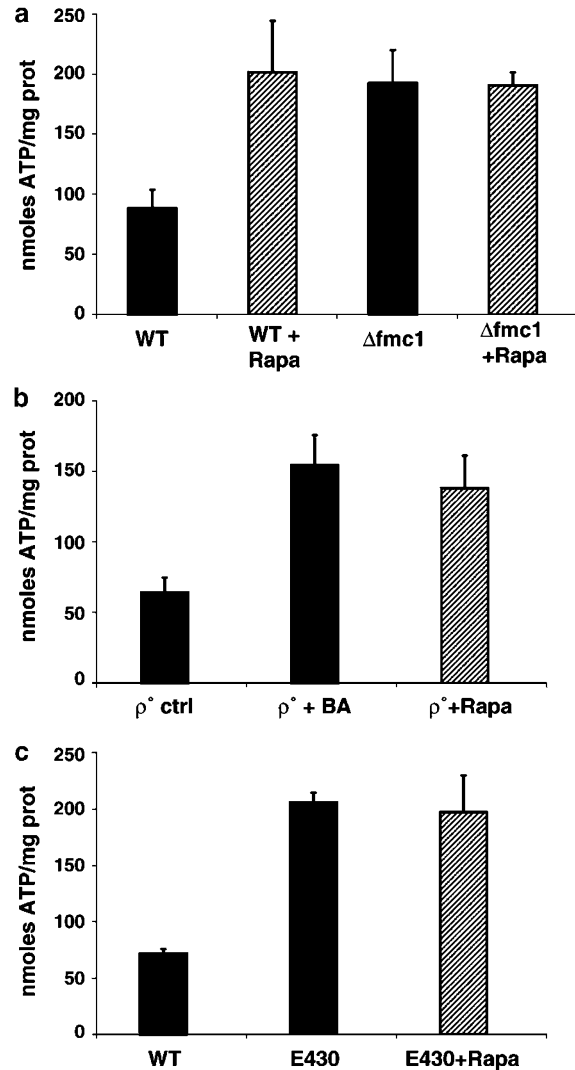 a
nmoles ATP/mg prot
250
200
150
100
50
0
WT
WT +
Rapa
Δfmc1
Δfmc1
+Rapa
b
nmoles ATP/mg prot
200
150
100
50
0
ρ° ctrl
ρ° + BA
ρ°+Rapa
c
nmoles ATP/mg prot
250
200
150
100
50
0
WT
E430
E430+Rapa